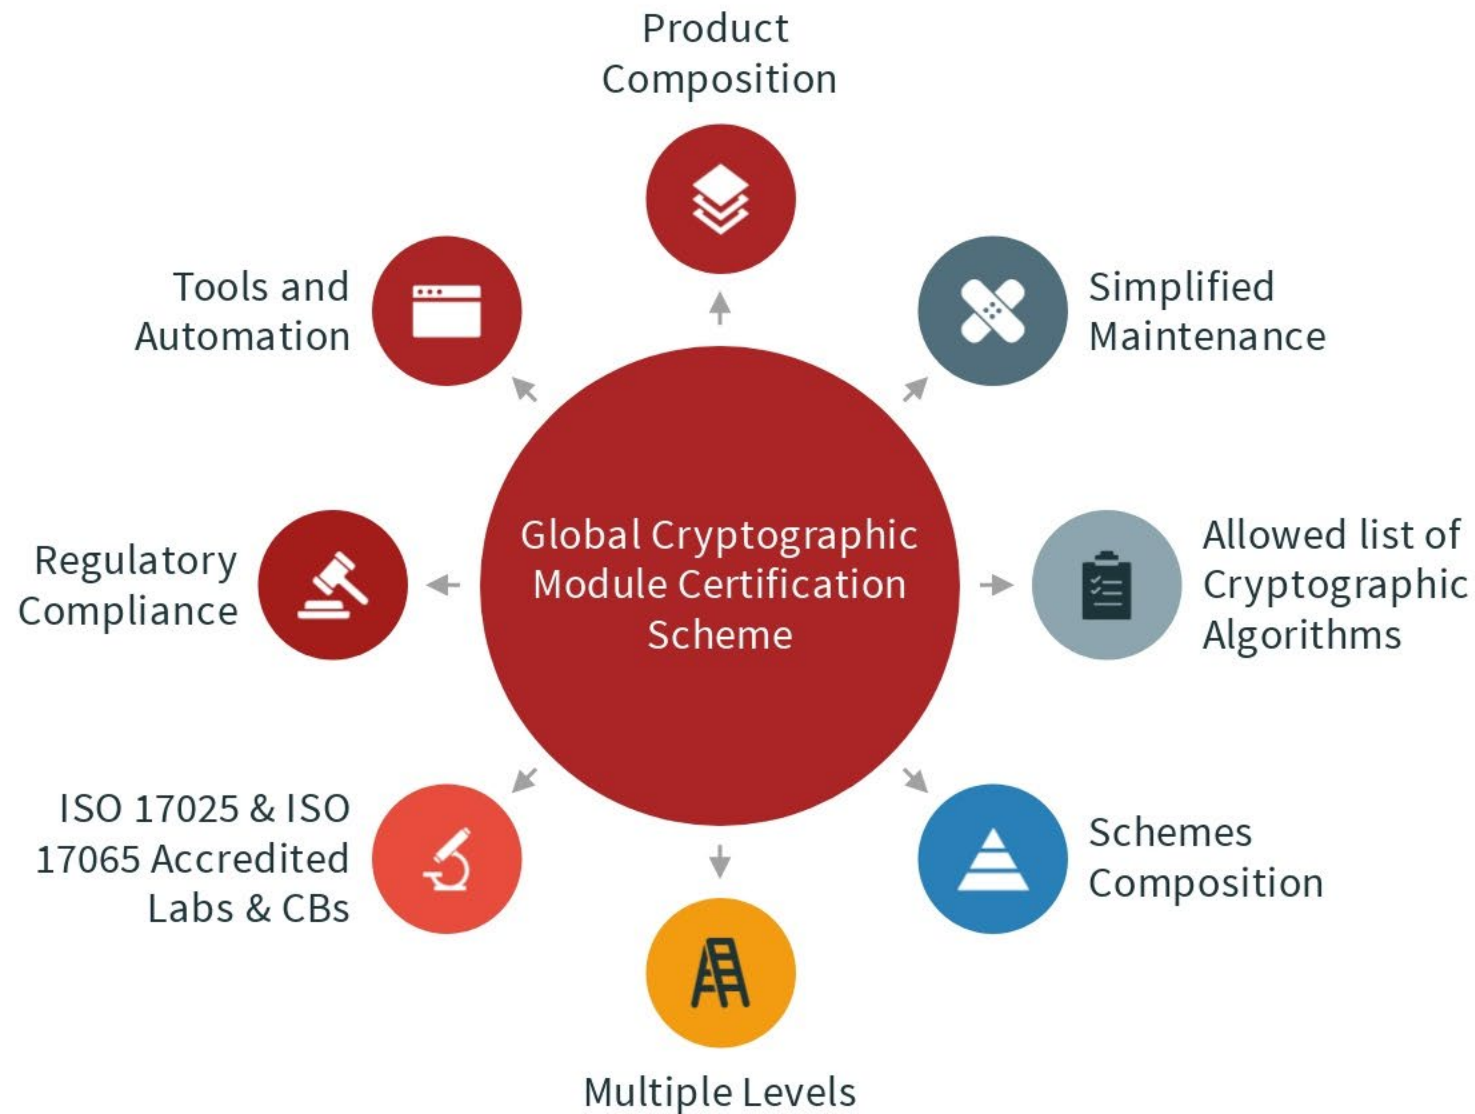 Product
Composition
Tools and
Automation
Simplified
Maintenance
Global Cryptographic
Module Certification
Scheme
Regulatory
Compliance
Allowed list of
Cryptographic
Algorithms
ISO 17025 & ISO
17065 Accredited
Labs & CBs
Schemes
Composition
Multiple Levels